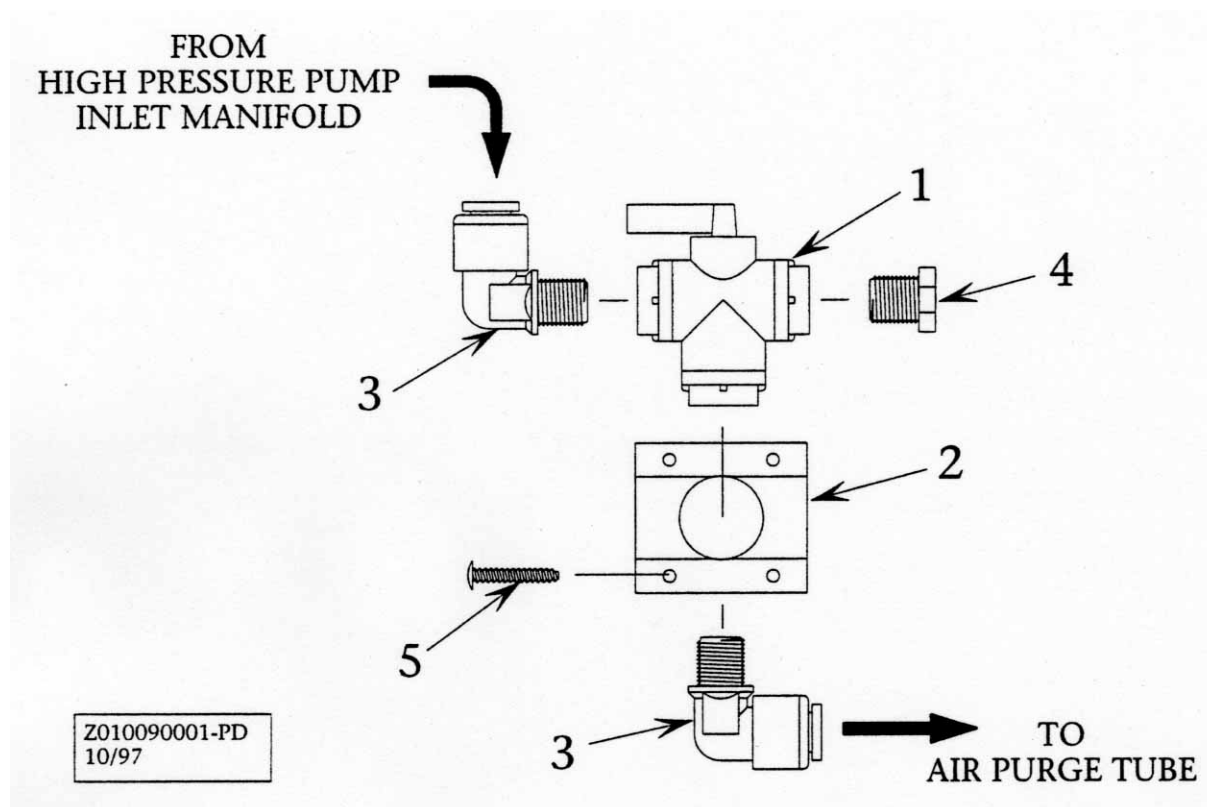 FROM
HIGH PRESSURE PUMP
INLET MANIFOLD
1
4
3
2
5
3
TO
AIR PURGE TUBE
Z010090001-PD
10/97